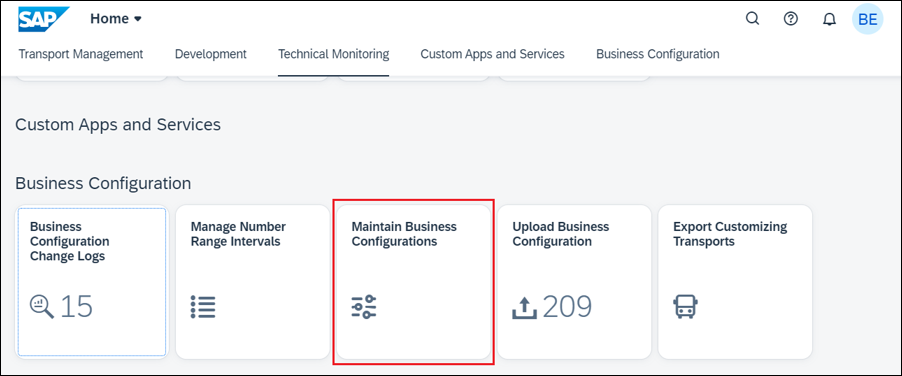 SAP Home BE
Transport Management Development Technical Monitoring Custom Apps and Services Business Configuration
Custom Apps and Services
Business Configuration
Business
Configuration
Change Logs
15
Manage Number
Range Intervals
Maintain Business
Configurations
Upload Business
Configuration
209
Export Customizing
Transports